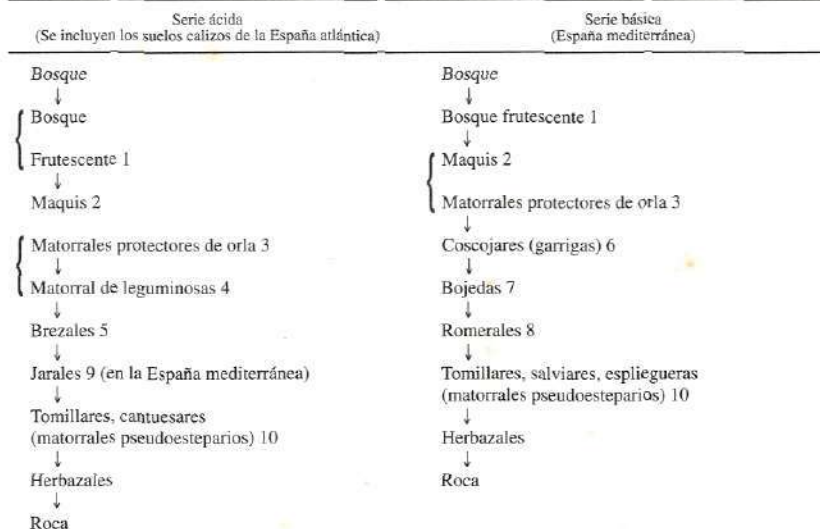 Serie ácida
(Se incluyen los suelos calizos de la España atlántica)
Bosque
↓
Bosque
Frutescente 1
↓
Maquis 2
Matorrales protectores de orla 3
↓
Matorral de leguminosas 4
↓
Brezales 5
↓
Jarales 9 (en la España mediterránea)
↓
Tomillares, cantuesares
(matorrales pseudoesteparios) 10
↓
Herbazales
↓
Roca
Serie básica
(España mediterránea)
Bosque
↓
Bosque frutescente 1
↓
Maquis 2
Matorrales protectores de orla 3
↓
Coscojares (garrigas) 6
↓
Bojedas 7
↓
Romerales 8
↓
Tomillares, salviares, espliegueras
(matorrales pseudoesteparios) 10
↓
Herbazales
↓
Roca